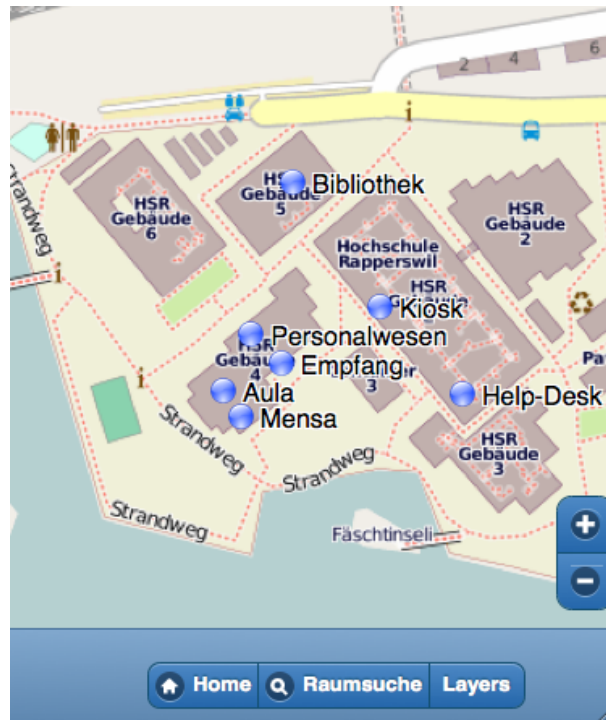 2
4
6
HSR
Gebäude
5
Bibliothek
HSR
Gebäude
6
HSR
Gebäude
2
Strandweg
Hochschule
Rapperswil
HSR
Kiosk
Personalwesen
HSR
4
Empfang
3
Aula
Mensa
Help-Desk
HSR
Gebäude
3
Strandweg
Strandweg
Strandweg
Fäschtinseli
+
−
Home
Raumsuche
Layers